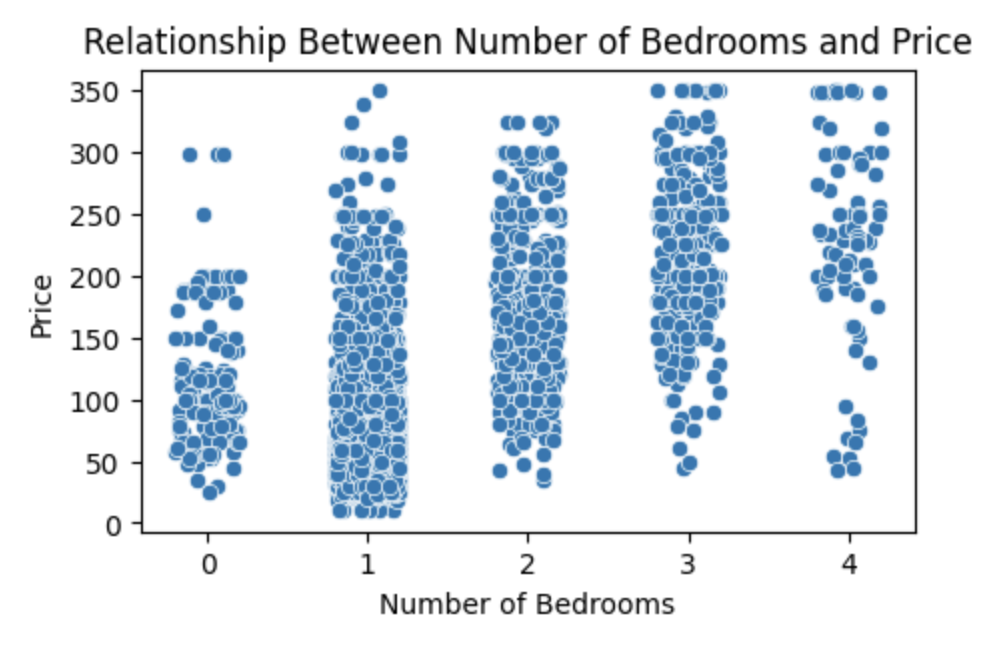 Relationship Between Number of Bedrooms and Price
350
300
250
200
150
100
50
0
Price
0 1 2 3 4
Number of Bedrooms